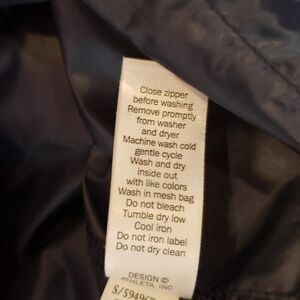 Close zipper
before washing
Remove promptly
from washer
and dryer
Machine wash cold
gentle cycle
Wash and dry
inside out
with like colors
Wash in mesh bag
Do not bleach
Tumble dry low
Cool iron
Do not iron label
Do not dry clean
DESIGN ©
ATHLETA, INC